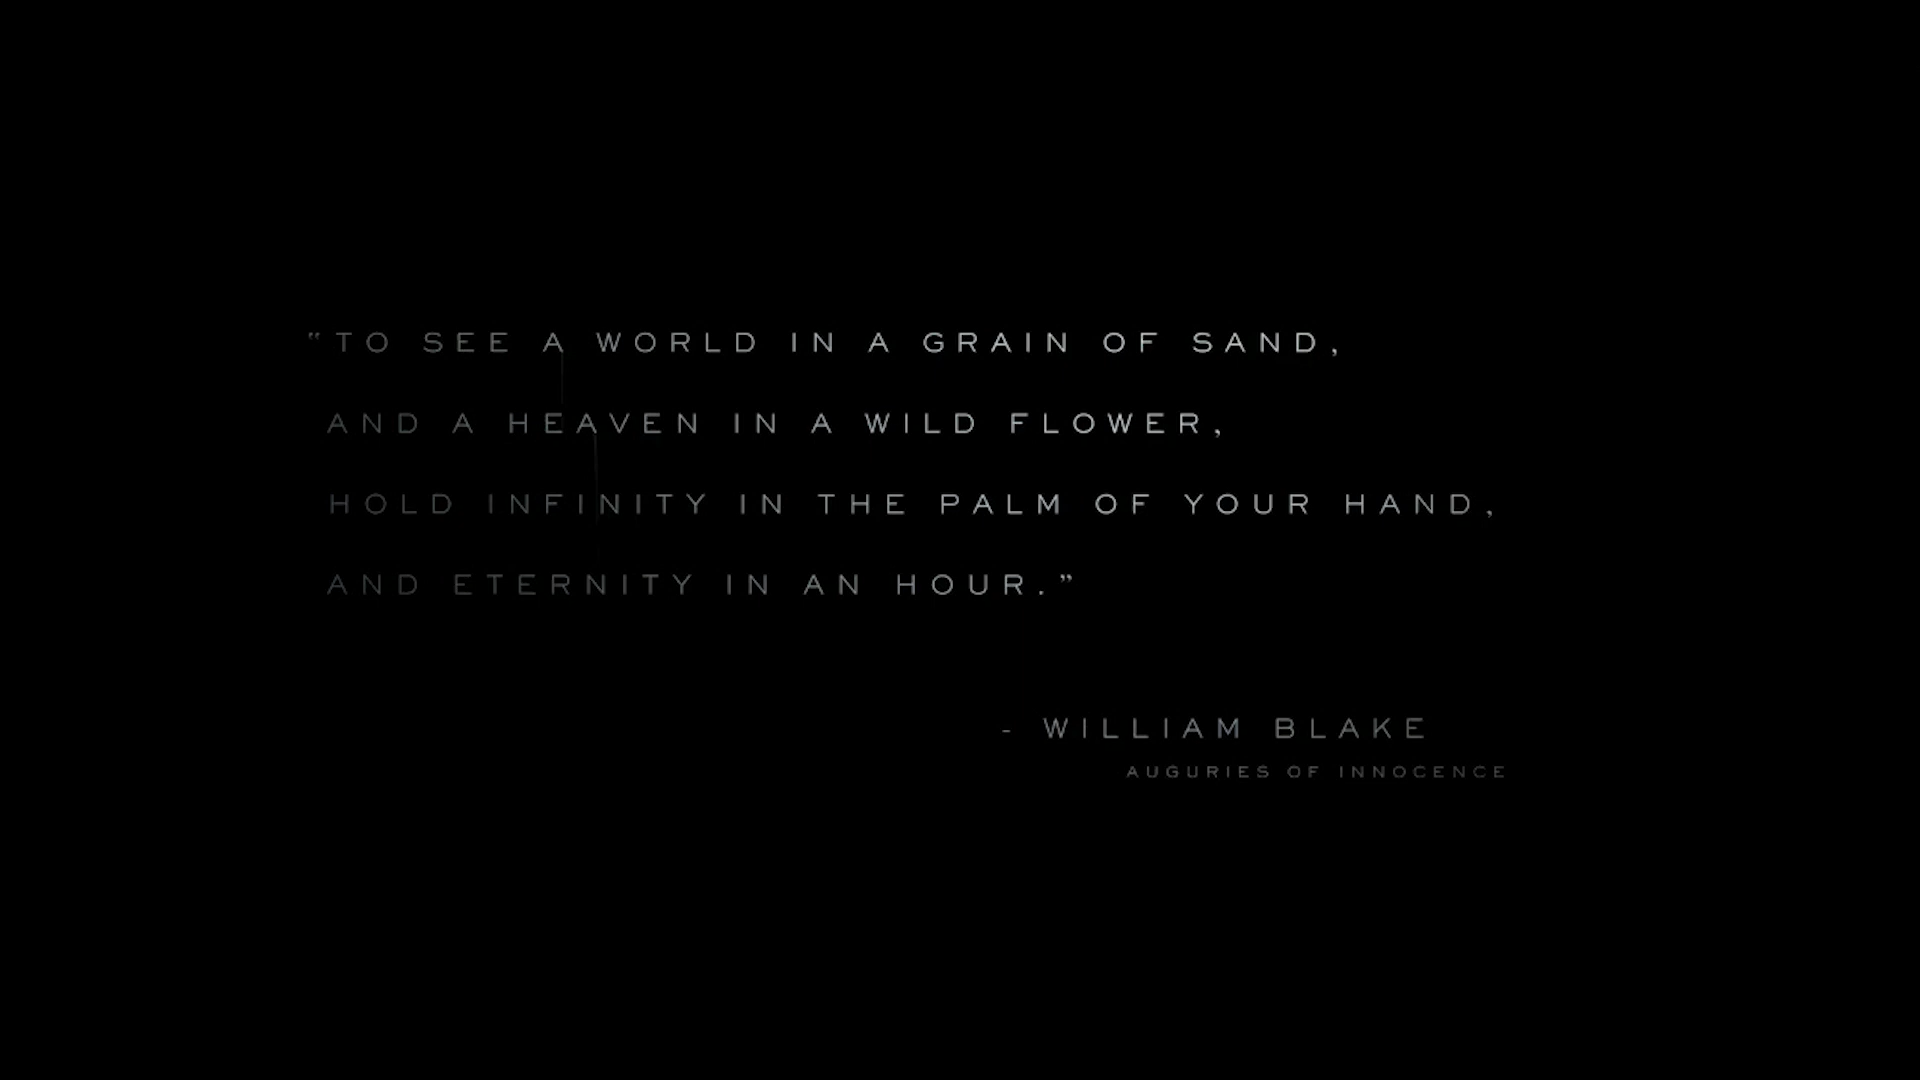 “TO SEE A WORLD IN A GRAIN OF SAND,
AND A HEAVEN IN A WILD FLOWER,
HOLD INFINITY IN THE PALM OF YOUR HAND,
AND ETERNITY IN AN HOUR.”
- WILLIAM BLAKE
AUGURIES OF INNOCENCE